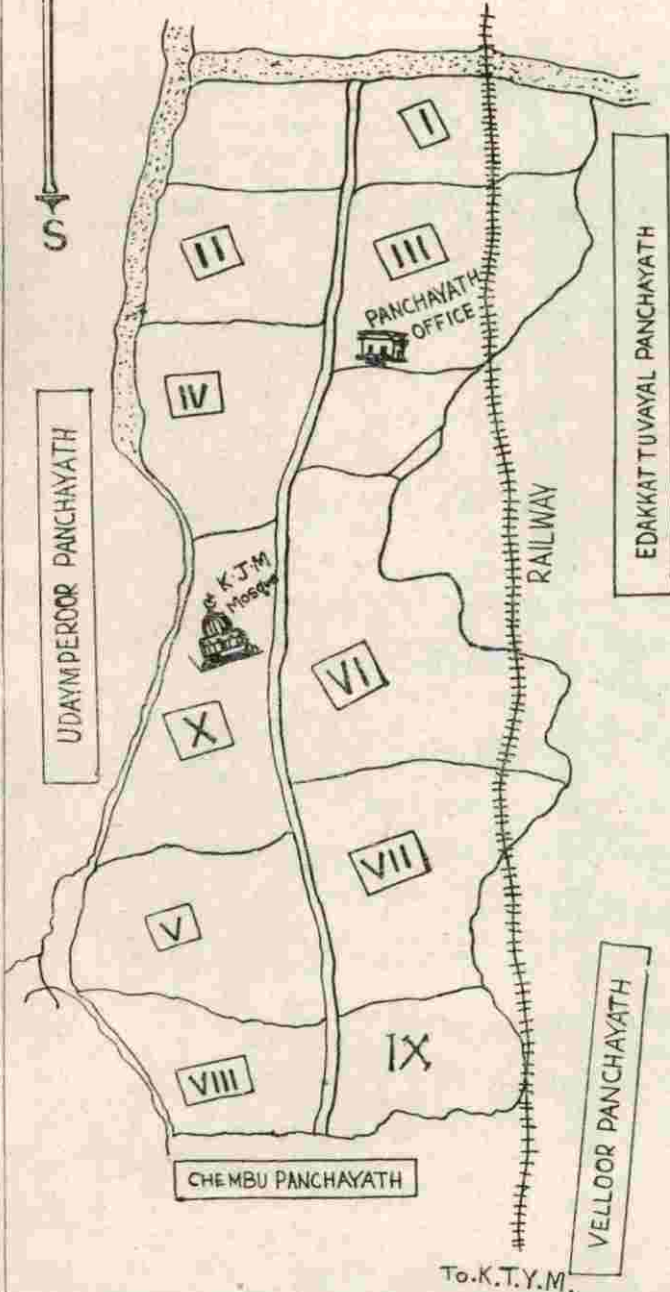 I
S
II
III
PANCHAYATH
OFFICE
IV
UDAYMPEROOR PANCHAYATH
EDAKKATTUVAYAL PANCHAYATH
RAILWAY
K.J.M
Mosque
VI
X
VII
V
IX
VIII
VELLOOR PANCHAYATH
CHEMBU PANCHAYATH
To.K.T.Y.M.